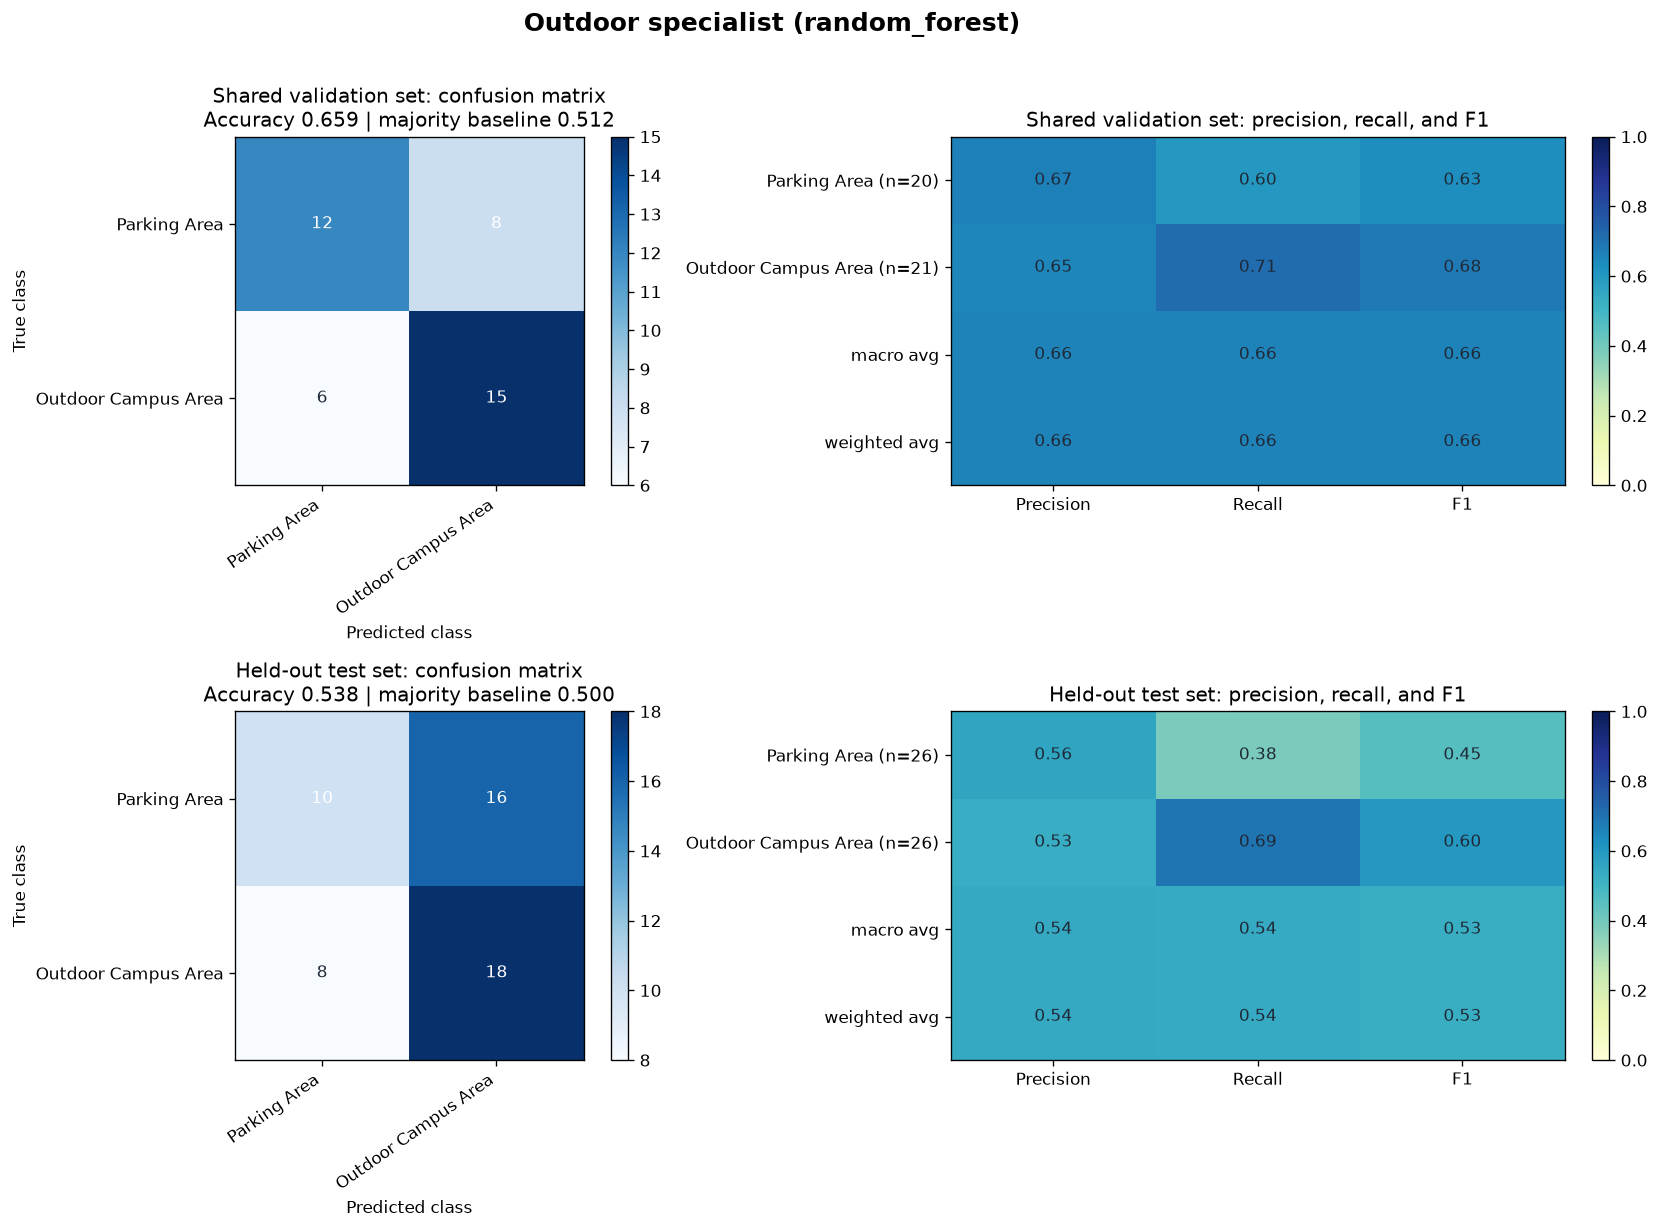 Outdoor specialist (random_forest)
Shared validation set: confusion matrix
Accuracy 0.659 | majority baseline 0.512
True class
Parking Area
12
8
Outdoor Campus Area
6
15
Parking Area
Outdoor Campus Area
Predicted class
15
14
13
12
11
10
9
8
7
6
Shared validation set: precision, recall, and F1
Parking Area (n=20)
0.67
0.60
0.63
Outdoor Campus Area (n=21)
0.65
0.71
0.68
macro avg
0.66
0.66
0.66
weighted avg
0.66
0.66
0.66
Precision
Recall
F1
1.0
0.8
0.6
0.4
0.2
0.0
Held-out test set: confusion matrix
Accuracy 0.538 | majority baseline 0.500
True class
Parking Area
10
16
Outdoor Campus Area
8
18
Parking Area
Outdoor Campus Area
Predicted class
18
16
14
12
10
8
Held-out test set: precision, recall, and F1
Parking Area (n=26)
0.56
0.38
0.45
Outdoor Campus Area (n=26)
0.53
0.69
0.60
macro avg
0.54
0.54
0.53
weighted avg
0.54
0.54
0.53
Precision
Recall
F1
1.0
0.8
0.6
0.4
0.2
0.0